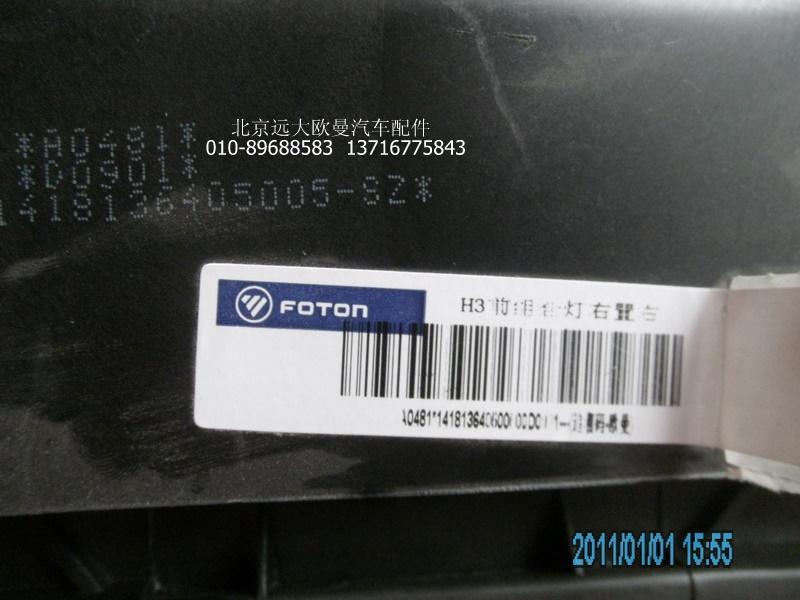 北京远大欧曼汽车配件
010-89688583 13716775843
*A0481*
*D0901*
1418136405005-SZ*
FOTON
H3前组合灯右
2011/01/01 15:55